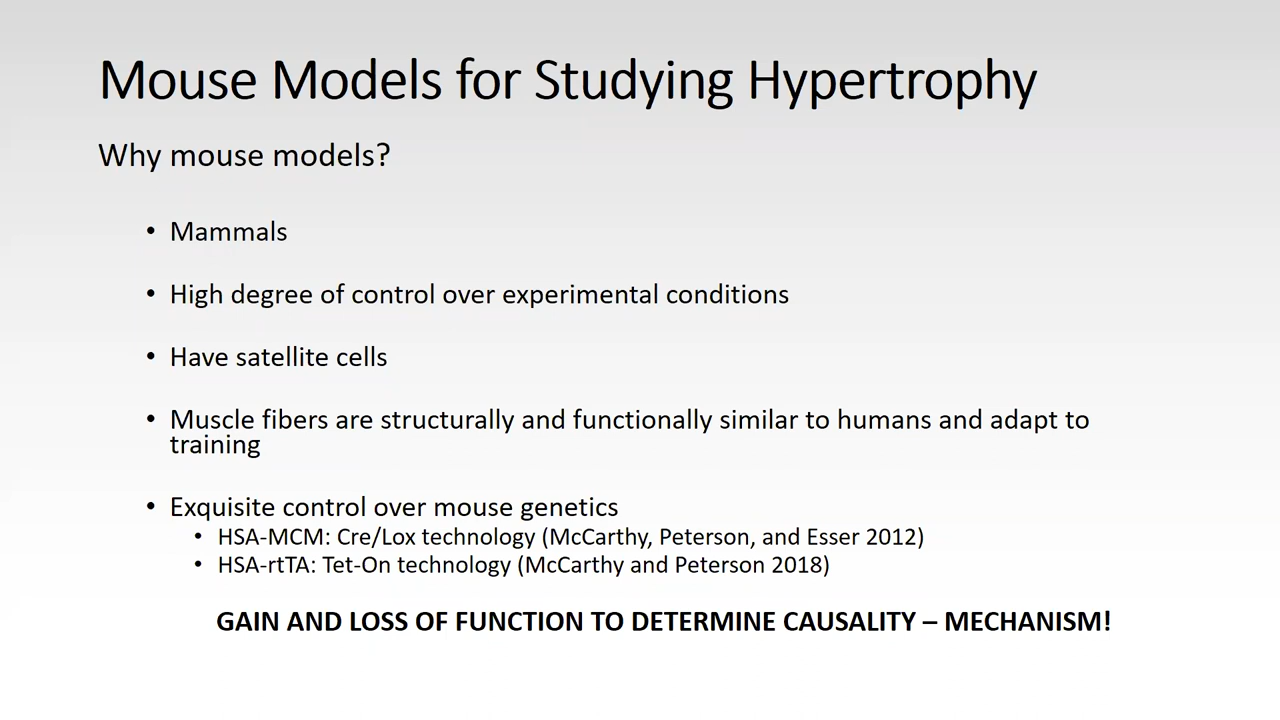 Mouse Models for Studying Hypertrophy
Why mouse models?
• Mammals
• High degree of control over experimental conditions
• Have satellite cells
• Muscle fibers are structurally and functionally similar to humans and adapt to
training
• Exquisite control over mouse genetics
• HSA-MCM: Cre/Lox technology (McCarthy, Peterson, and Esser 2012)
• HSA-rtTA: Tet-On technology (McCarthy and Peterson 2018)
GAIN AND LOSS OF FUNCTION TO DETERMINE CAUSALITY – MECHANISM!